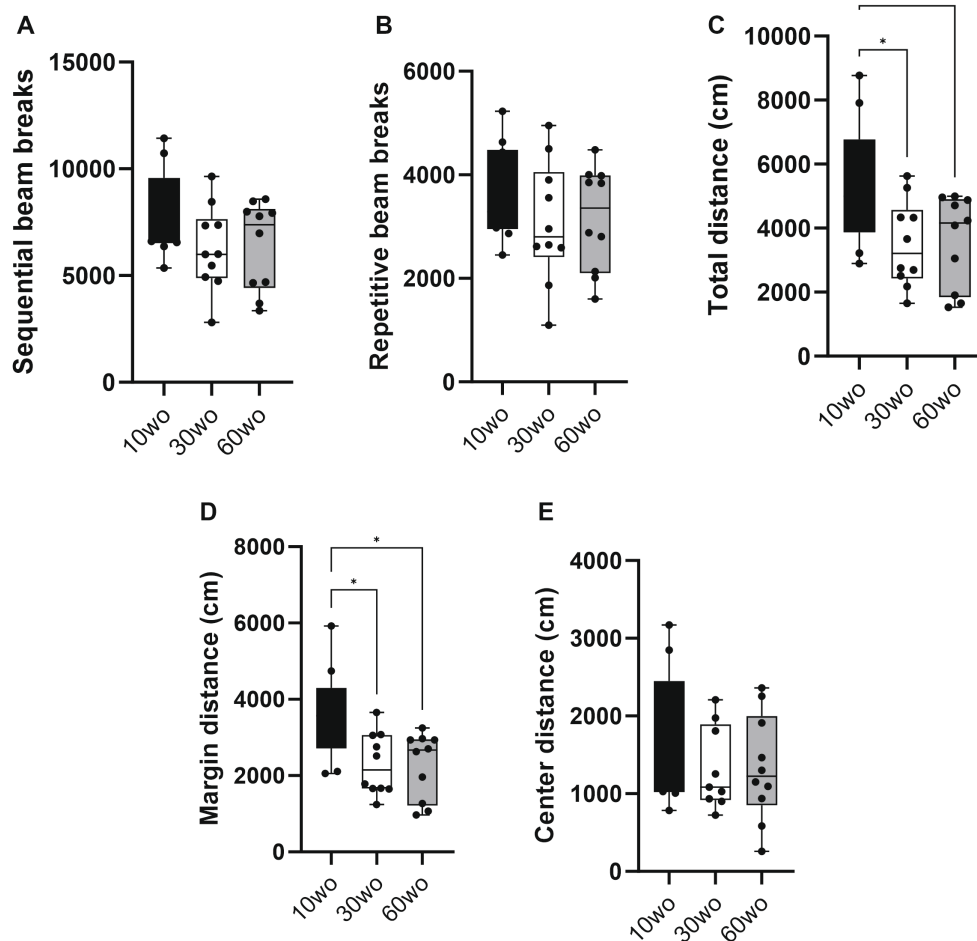 A
Sequential beam breaks
15000
10000
5000
0
10wo
30wo
60wo
B
Repetitive beam breaks
6000
4000
2000
0
10wo
30wo
60wo
C
Total distance (cm)
10000
8000
6000
4000
2000
0
*
10wo
30wo
60wo
D
Margin distance (cm)
8000
6000
4000
2000
0
*
*
10wo
30wo
60wo
E
Center distance (cm)
4000
3000
2000
1000
0
10wo
30wo
60wo